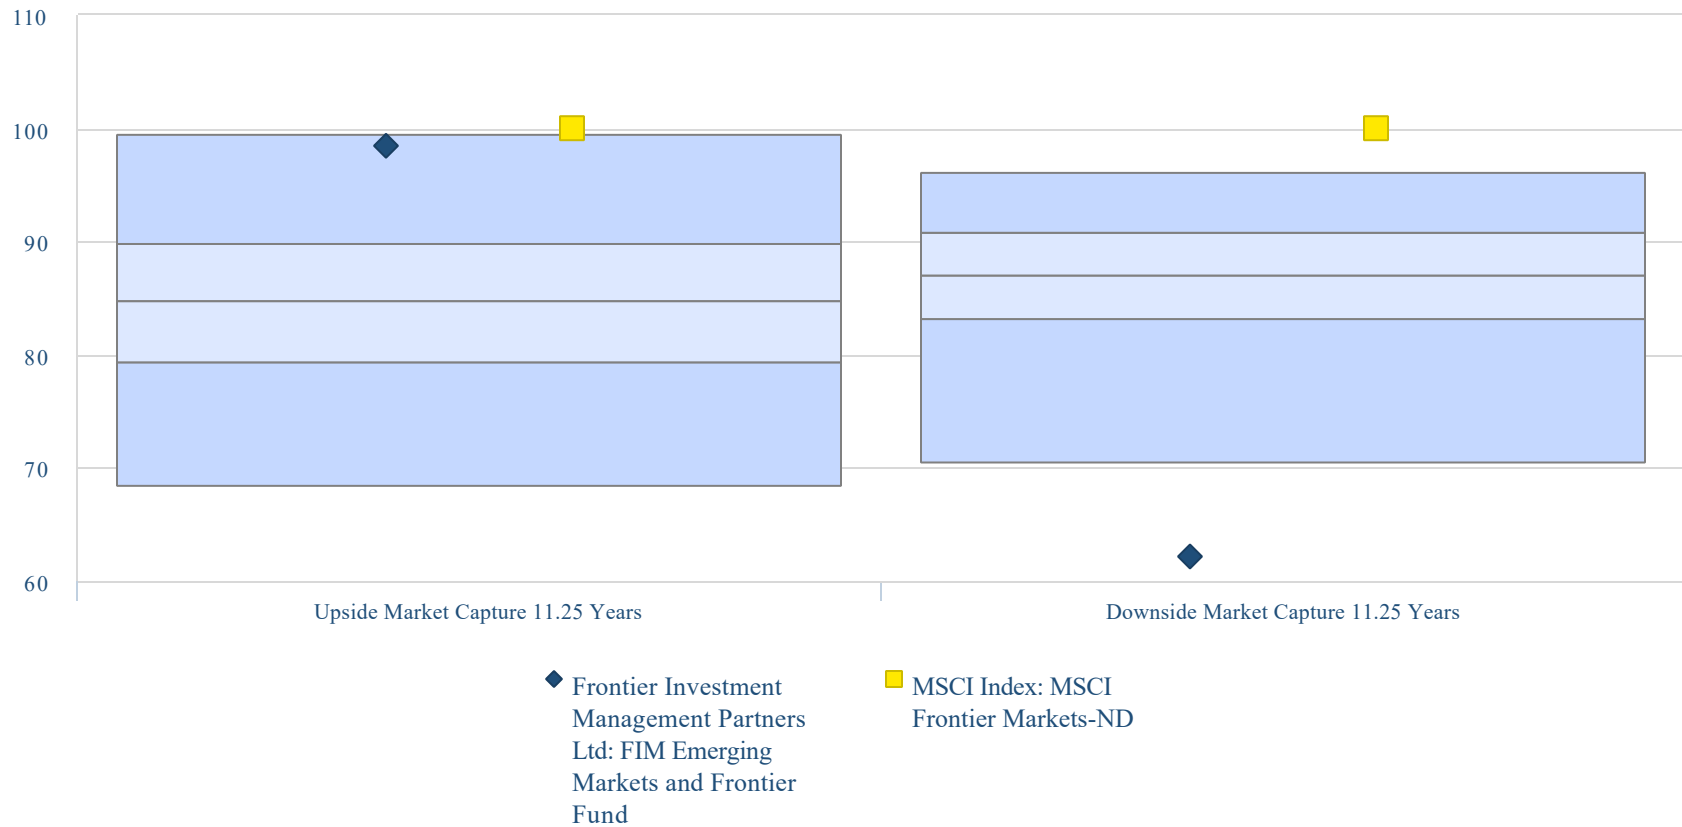 110
100
90
80
70
60
Upside Market Capture 11.25 Years
Downside Market Capture 11.25 Years
Frontier Investment
Management Partners
Ltd: FIM Emerging
Markets and Frontier
Fund
MSCI Index: MSCI
Frontier Markets-ND